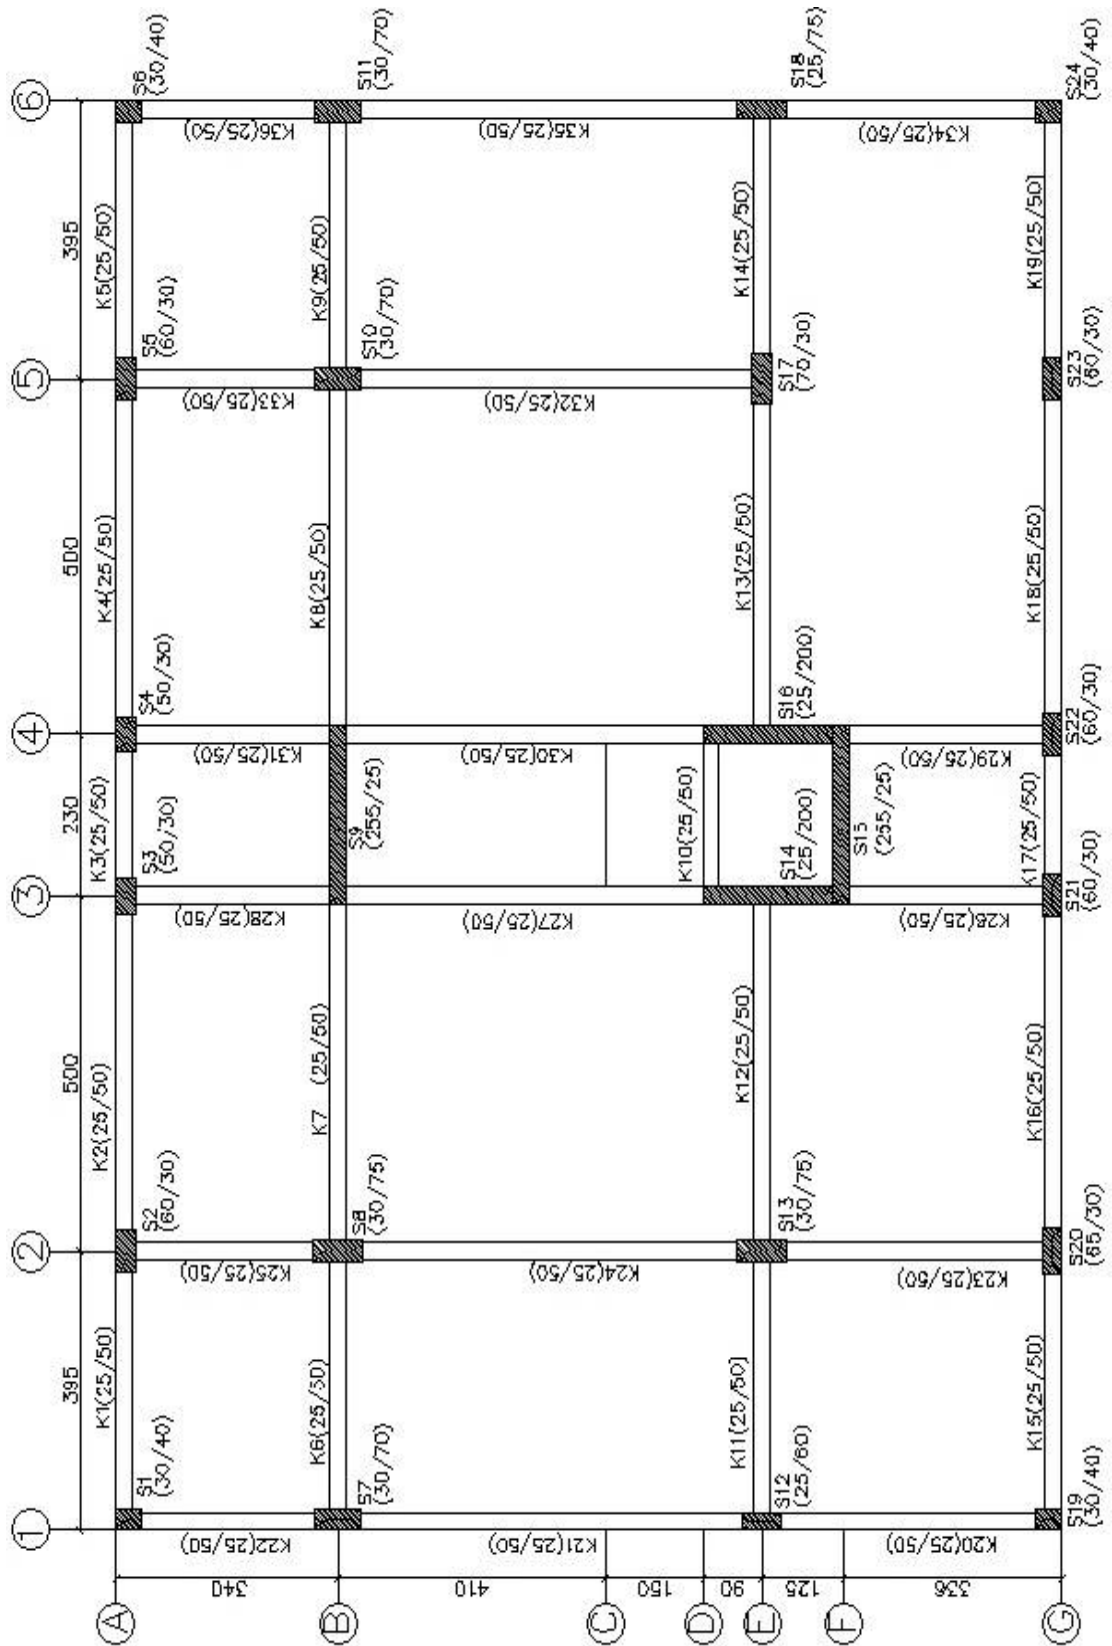 1
2
3
4
5
6
395
500
230
500
395
K1(25/50)
K2(25/50)
K3(25/50)
K4(25/50)
K5(25/50)
A
S1
(30/40)
S2
(60/30)
S3
(50/30)
S4
(50/30)
S5
(60/30)
S6
(30/40)
340
K22(25/50)
K25(25/50)
K28(25/50)
K31(25/50)
K33(25/50)
K36(25/50)
K6(25/50)
K7 (25/50)
K8(25/50)
K9(25/50)
B
S7
(30/70)
S8
(30/75)
S9
(255/25)
S10
(30/70)
S11
(30/70)
410
K21(25/50)
K24(25/50)
K27(25/50)
K30(25/50)
K32(25/50)
K35(25/50)
C
150
K10(25/50)
D
90
K11(25/50)
K12(25/50)
K13(25/50)
K14(25/50)
E
S12
(25/60)
S13
(30/75)
S14
(25/200)
S16
(25/200)
S17
(70/30)
S18
(25/75)
125
F
S15
(255/25)
336
K20(25/50)
K23(25/50)
K26(25/50)
K29(25/50)
K34(25/50)
K15(25/50)
K16(25/50)
K17(25/50)
K18(25/50)
K19(25/50)
G
S19
(30/40)
S20
(65/30)
S21
(60/30)
S22
(60/30)
S23
(60/30)
S24
(30/40)